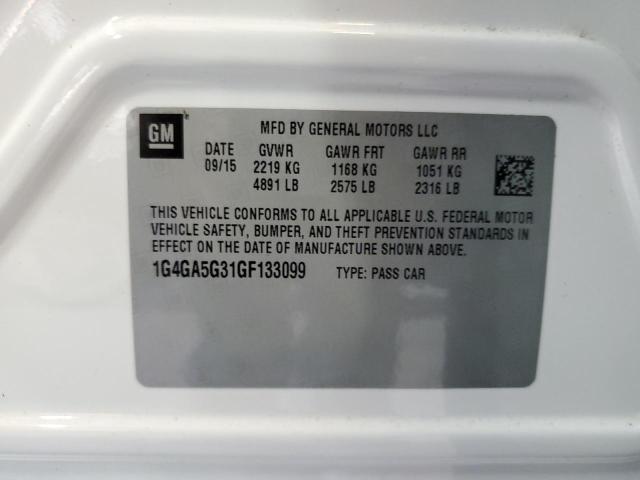 GM
MFD BY GENERAL MOTORS LLC
DATE GVWR GAWR FRT GAWR RR
09/15 2219 KG 1168 KG 1051 KG
4891 LB 2575 LB 2316 LB
THIS VEHICLE CONFORMS TO ALL APPLICABLE U.S. FEDERAL MOTOR
VEHICLE SAFETY, BUMPER, AND THEFT PREVENTION STANDARDS IN
EFFECT ON THE DATE OF MANUFACTURE SHOWN ABOVE.
1G4GA5G31GF133099 TYPE: PASS CAR